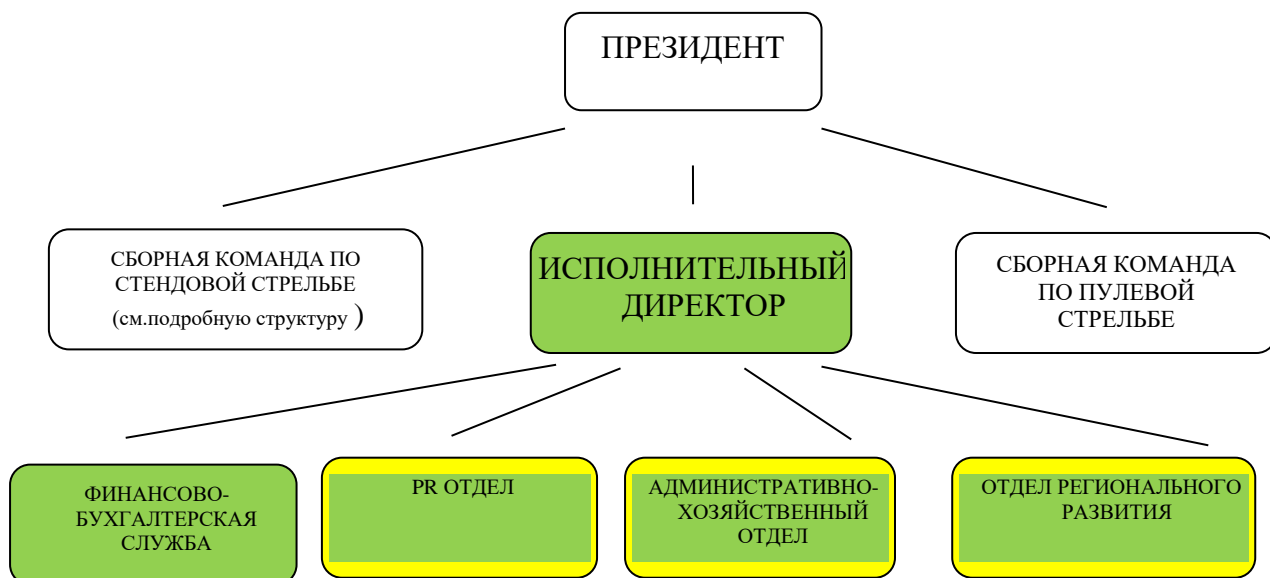 ПРЕЗИДЕНТ
СБОРНАЯ КОМАНДА ПО
СТЕНДОВОЙ СТРЕЛЬБЕ
(см.подробную структуру )
ИСПОЛНИТЕЛЬНЫЙ
ДИРЕКТОР
СБОРНАЯ КОМАНДА
ПО ПУЛЕВОЙ
СТРЕЛЬБЕ
ФИНАНСОВО-
БУХГАЛТЕРСКАЯ
СЛУЖБА
PR ОТДЕЛ
АДМИНИСТРАТИВНО-
ХОЗЯЙСТВЕННЫЙ
ОТДЕЛ
ОТДЕЛ РЕГИОНАЛЬНОГО
РАЗВИТИЯ